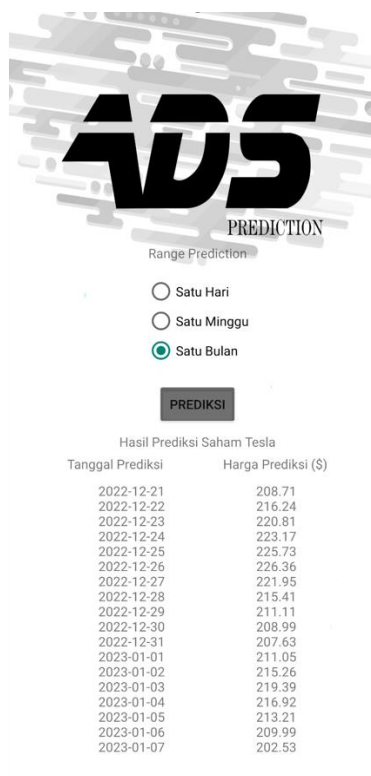 ADS
PREDICTION
Range Prediction
Satu Hari
Satu Minggu
Satu Bulan
PREDIKSI
Hasil Prediksi Saham Tesla
Tanggal Prediksi Harga Prediksi ($)
2022-12-21 208.71
2022-12-22 216.24
2022-12-23 220.81
2022-12-24 223.17
2022-12-25 225.73
2022-12-26 226.36
2022-12-27 221.95
2022-12-28 215.41
2022-12-29 211.11
2022-12-30 208.99
2022-12-31 207.63
2023-01-01 211.05
2023-01-02 215.26
2023-01-03 219.39
2023-01-04 216.92
2023-01-05 213.21
2023-01-06 209.99
2023-01-07 202.53